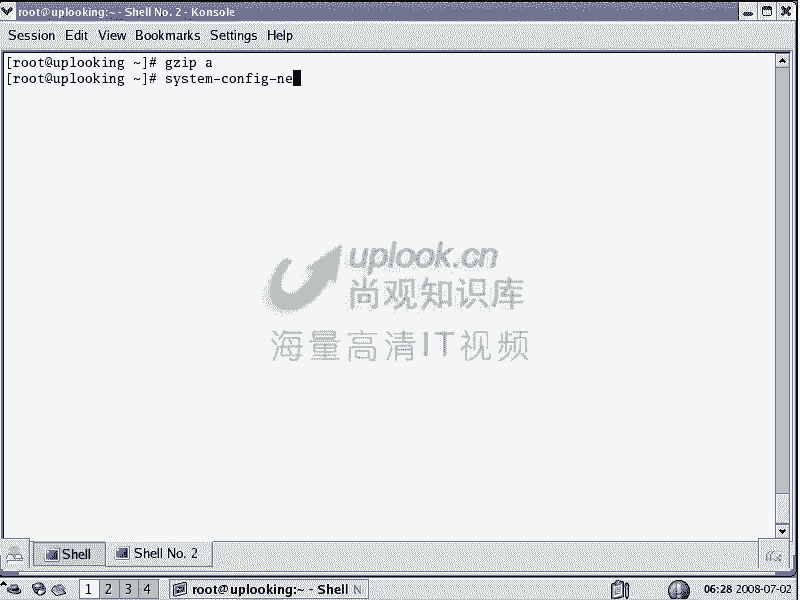 root@uplooking:~ - Shell No. 2 - Konsole
Session Edit View Bookmarks Settings Help
[root@uplooking ~]# gzip a
[root@uplooking ~]# system-config-ne
uplook.cn
尚观知识库
海量高清IT视频
Shell Shell No. 2
1 2 3 4 root@uplooking:~ - Shell N 06:28 2008-07-02